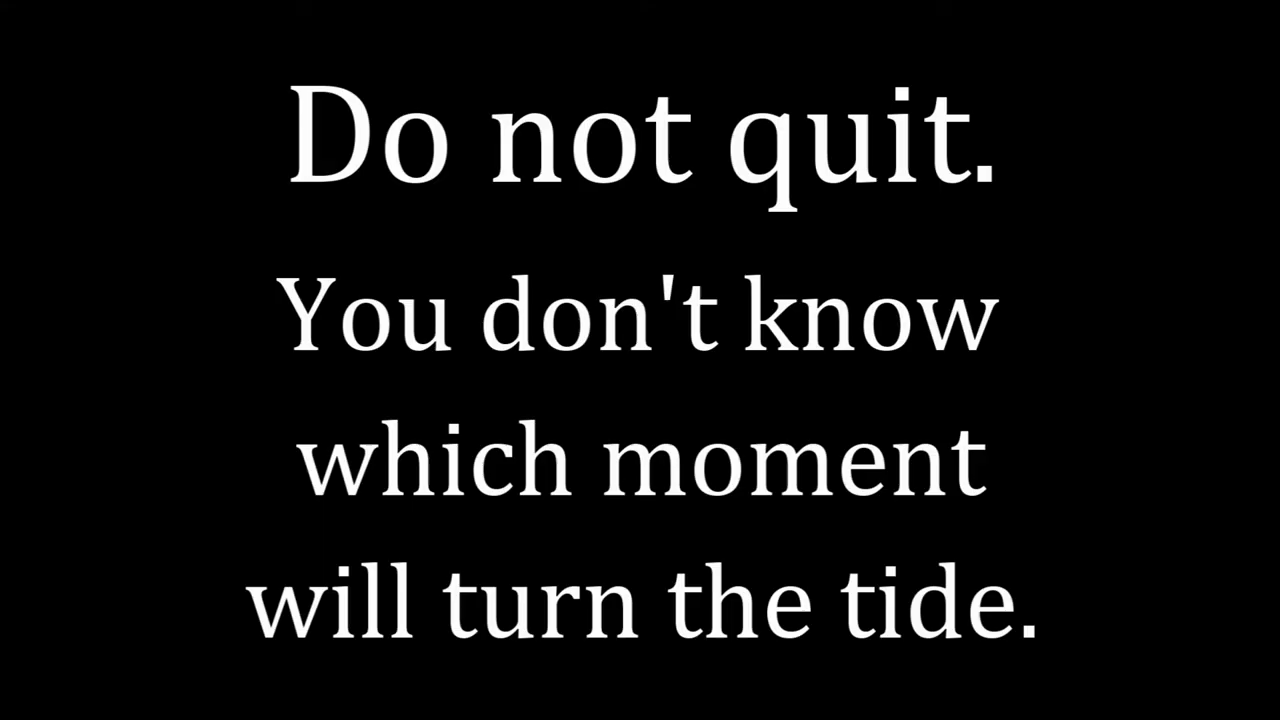 Do not quit.
You don't know
which moment
will turn the tide.